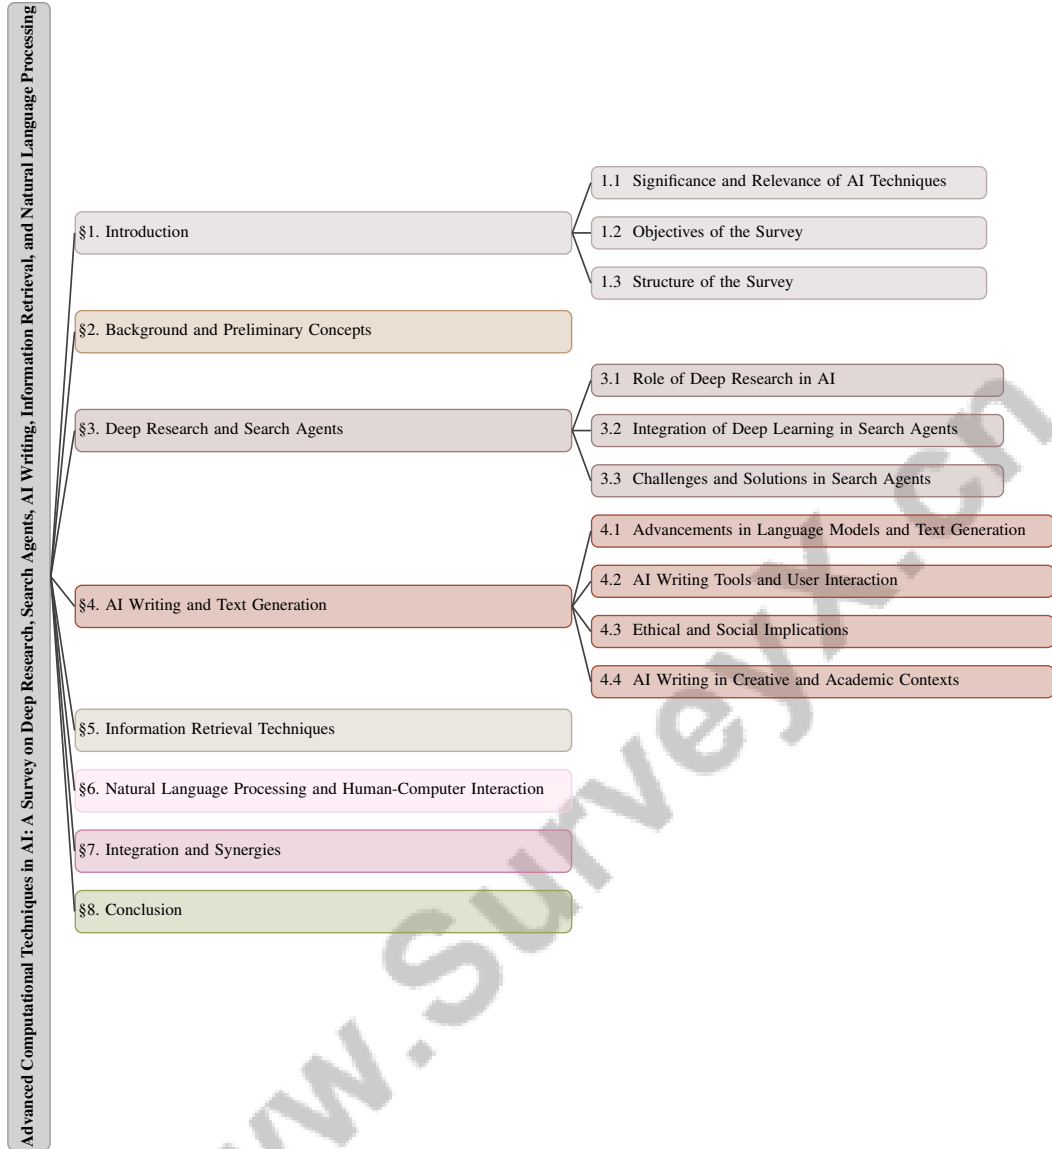 Advanced Computational Techniques in AI: A Survey on Deep Research, Search Agents, AI Writing, Information Retrieval, and Natural Language Processing
§1. Introduction
1.1 Significance and Relevance of AI Techniques
1.2 Objectives of the Survey
1.3 Structure of the Survey
§2. Background and Preliminary Concepts
§3. Deep Research and Search Agents
3.1 Role of Deep Research in AI
3.2 Integration of Deep Learning in Search Agents
3.3 Challenges and Solutions in Search Agents
§4. AI Writing and Text Generation
4.1 Advancements in Language Models and Text Generation
4.2 AI Writing Tools and User Interaction
4.3 Ethical and Social Implications
4.4 AI Writing in Creative and Academic Contexts
§5. Information Retrieval Techniques
§6. Natural Language Processing and Human-Computer Interaction
§7. Integration and Synergies
§8. Conclusion
w.Surveyx.cn